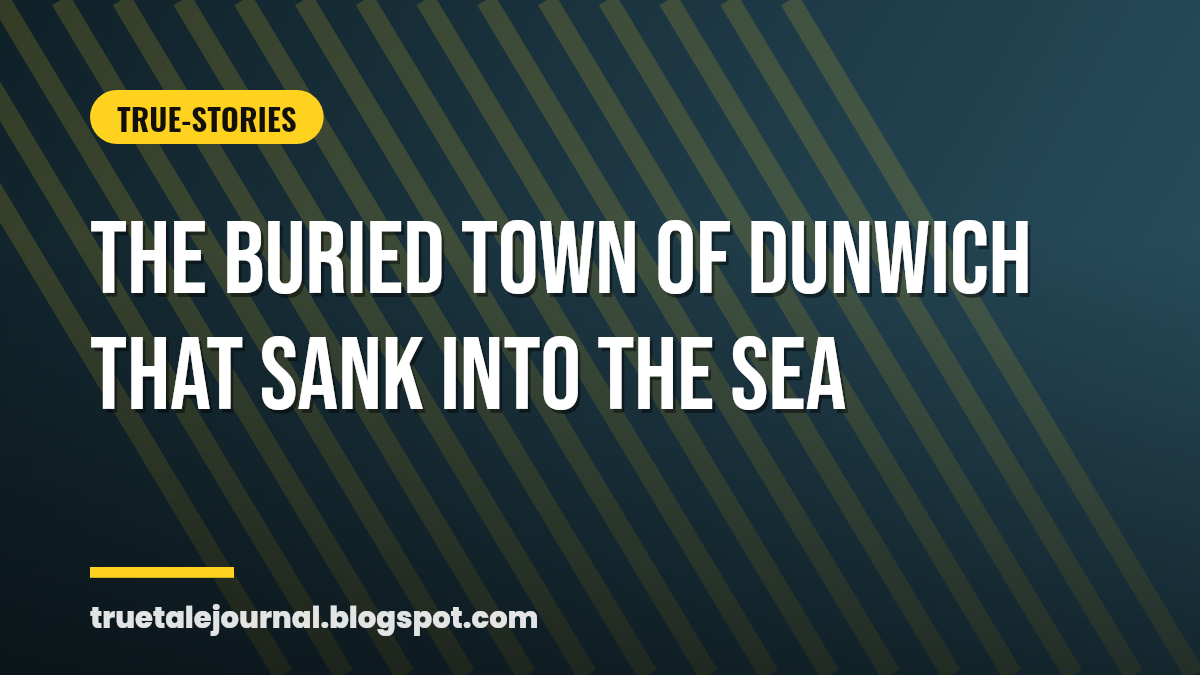 TRUE-STORIES
THE BURIED TOWN OF DUNWICH
THAT SANK INTO THE SEA
truetalejournal.blogspot.com